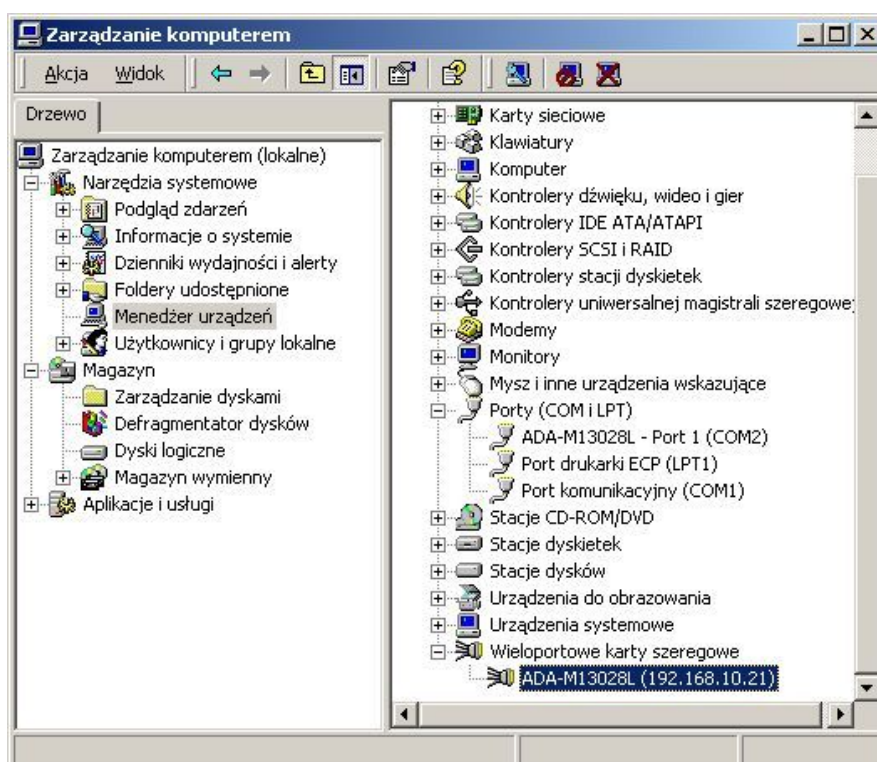 Zarządzanie komputerem
Akcja Widok
Drzewo
Zarządzanie komputerem (lokalne)
Narzędzia systemowe
Podgląd zdarzeń
Informacje o systemie
Dzienniki wydajności i alerty
Foldery udostępnione
Menedżer urządzeń
Użytkownicy i grupy lokalne
Magazyn
Zarządzanie dyskami
Defragmentator dysków
Dyski logiczne
Magazyn wymienny
Aplikacje i usługi
Karty sieciowe
Klawiatury
Komputer
Kontrolery dźwięku, wideo i gier
Kontrolery IDE ATA/ATAPI
Kontrolery SCSI i RAID
Kontrolery stacji dyskietek
Kontrolery uniwersalnej magistrali szeregowej
Modemy
Monitory
Mysz i inne urządzenia wskazujące
Porty (COM i LPT)
ADA-M13028L - Port 1 (COM2)
Port drukarki ECP (LPT1)
Port komunikacyjny (COM1)
Stacje CD-ROM/DVD
Stacje dyskietek
Stacje dysków
Urządzenia do obrazowania
Urządzenia systemowe
Wieloportowe karty szeregowe
ADA-M13028L (192.168.10.21)